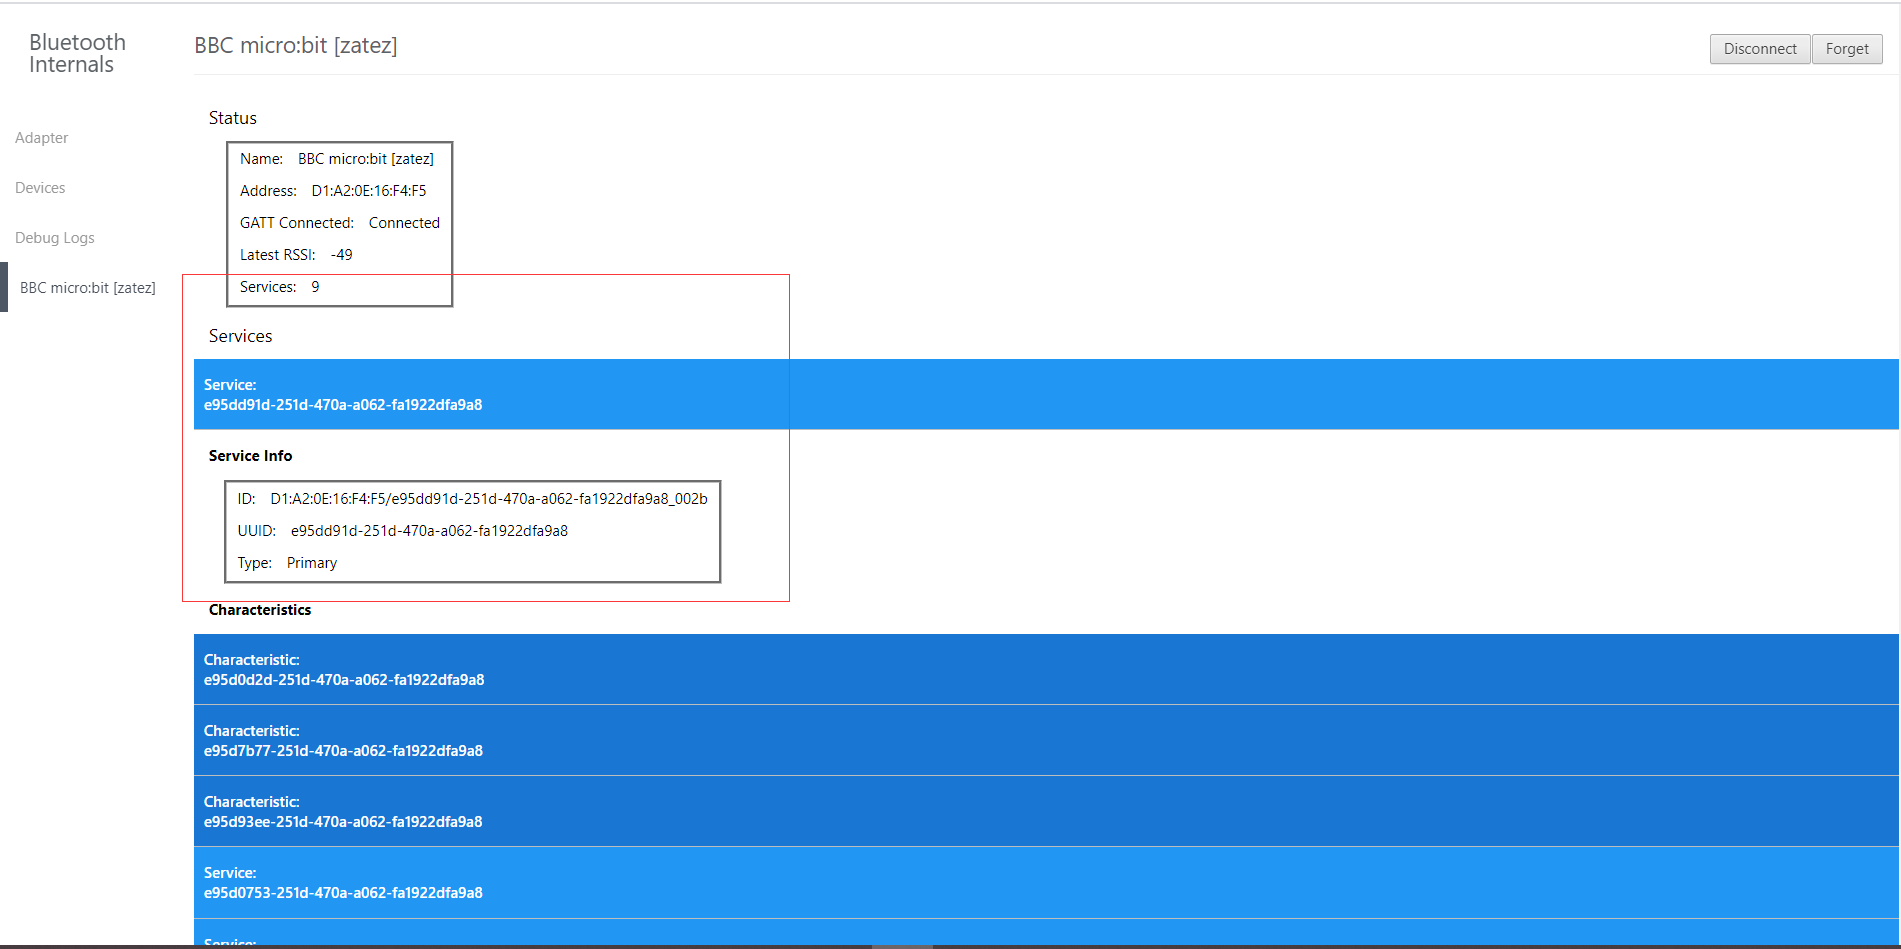 Bluetooth
Internals
Adapter
Devices
Debug Logs
BBC micro:bit [zatez]
BBC micro:bit [zatez]
Disconnect
Forget
Status
Name: BBC micro:bit [zatez]
Address: D1:A2:0E:16:F4:F5
GATT Connected: Connected
Latest RSSI: -49
Services: 9
Services
Service:
e95dd91d-251d-470a-a062-fa1922dfa9a8
Service Info
ID: D1:A2:0E:16:F4:F5/e95dd91d-251d-470a-a062-fa1922dfa9a8_002b
UUID: e95dd91d-251d-470a-a062-fa1922dfa9a8
Type: Primary
Characteristics
Characteristic:
e95d0d2d-251d-470a-a062-fa1922dfa9a8
Characteristic:
e95d7b77-251d-470a-a062-fa1922dfa9a8
Characteristic:
e95d93ee-251d-470a-a062-fa1922dfa9a8
Service:
e95d0753-251d-470a-a062-fa1922dfa9a8
Service: